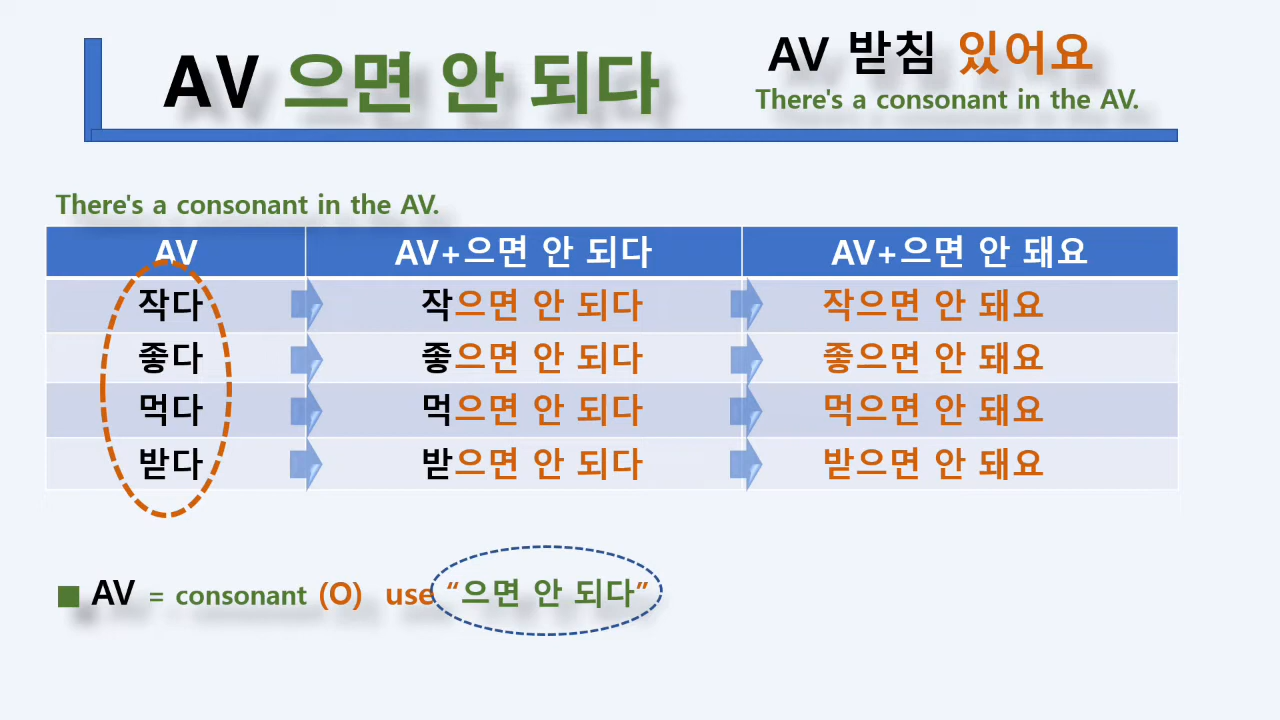 AV 으면 안 되다
AV 받침 있어요
There's a consonant in the AV.
There's a consonant in the AV.
AV AV+으면 안 되다 AV+으면 안 돼요
작다 작으면 안 되다 작으면 안 돼요
좋다 좋으면 안 되다 좋으면 안 돼요
먹다 먹으면 안 되다 먹으면 안 돼요
받다 받으면 안 되다 받으면 안 돼요
■ AV = consonant (O) use “으면 안 되다”